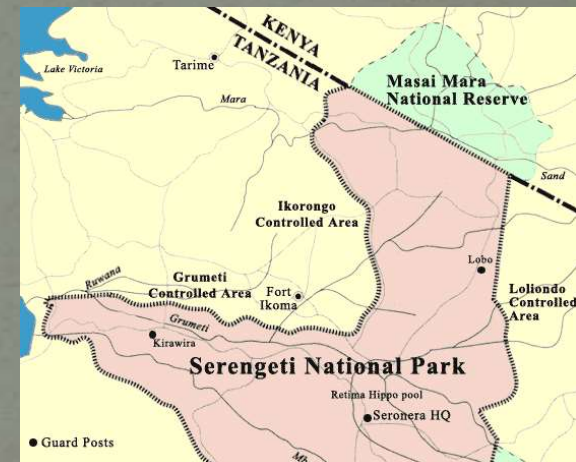 KENYA
TANZANIA
Lake Victoria
Tarime
Mara
Masai Mara
National Reserve
Sand
Ikorongo
Controlled Area
Lobo
Ruwana
Grumeti
Controlled Area
Fort
Ikoma
Loliondo
Controlled
Area
Grumeti
Kirawira
Serengeti National Park
Retima Hippo pool
Seronera HQ
Guard Posts